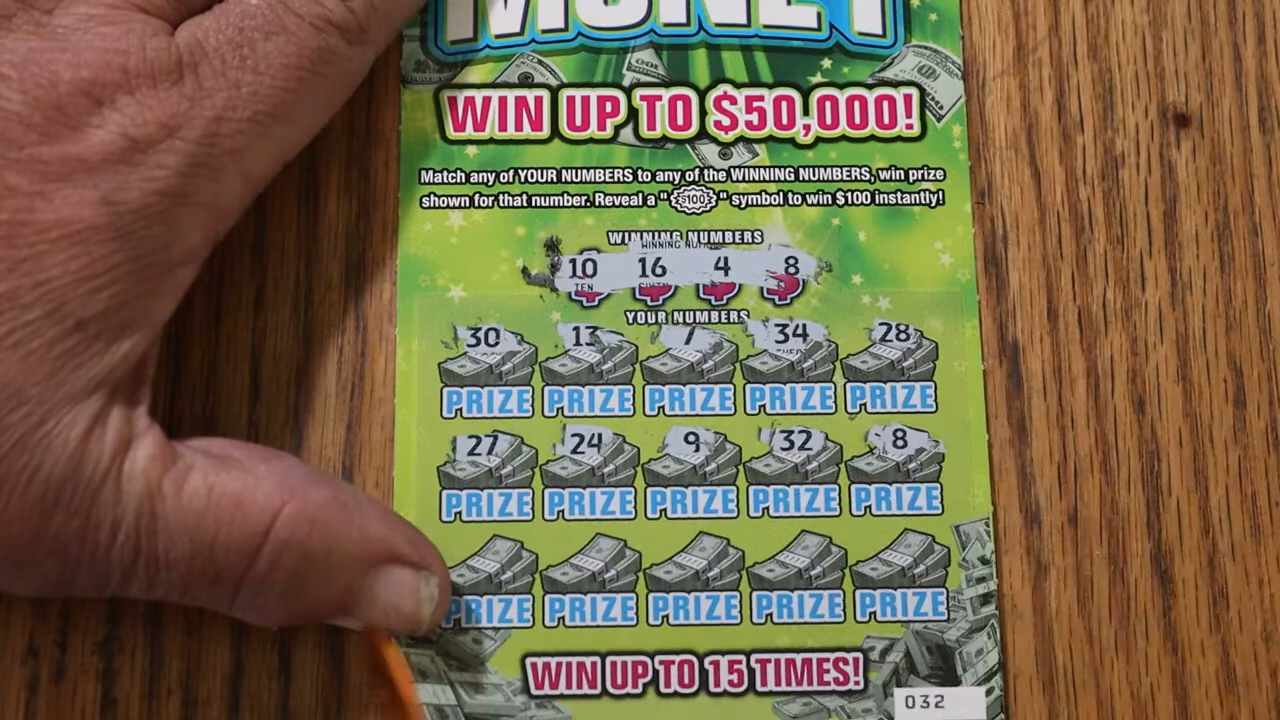 MONEY
WIN UP TO $50,000!
Match any of YOUR NUMBERS to any of the WINNING NUMBERS, win prize
shown for that number. Reveal a "$100" symbol to win $100 instantly!
WINNING NUMBERS
WINNING
10 16 4 8
TEN
YOUR NUMBERS
30 13 7 34 28
PRIZE PRIZE PRIZE PRIZE PRIZE
27 24 9 32 8
PRIZE PRIZE PRIZE PRIZE PRIZE
PRIZE PRIZE PRIZE PRIZE PRIZE
WIN UP TO 15 TIMES!
032